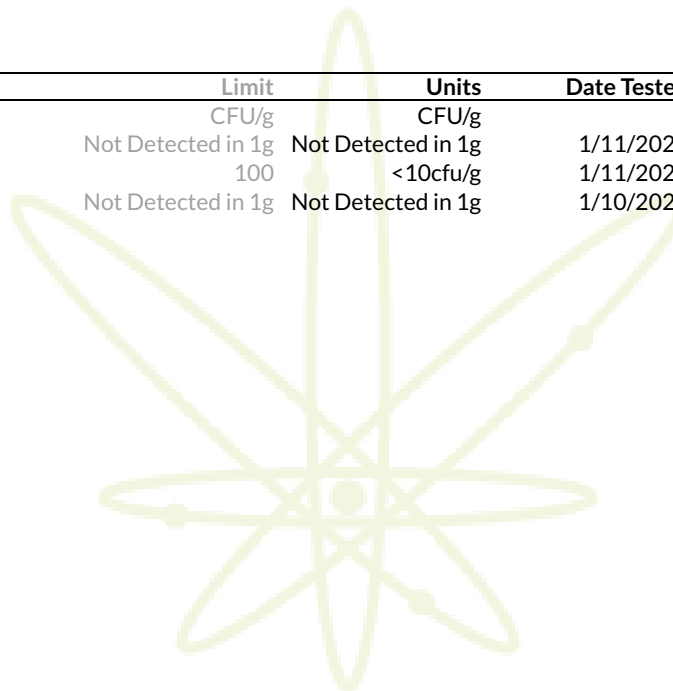 Limit Units Date Teste
CFU/g CFU/g
Not Detected in 1g Not Detected in 1g 1/11/202
100 <10cfu/g 1/11/202
Not Detected in 1g Not Detected in 1g 1/10/202